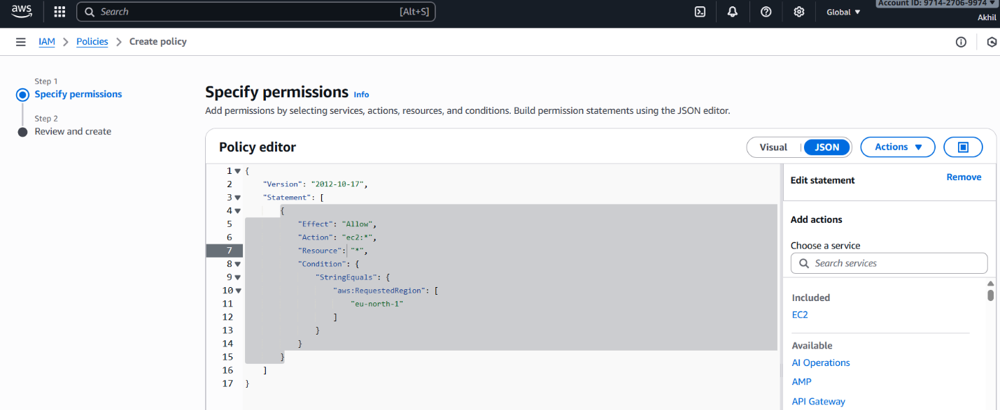 aws
Search [Alt+S]
Global
Account ID: 9714-2706-9974
Akhil
IAM
Policies
Create policy
Step 1
Specify permissions
Step 2
Review and create
Specify permissions Info
Add permissions by selecting services, actions, resources, and conditions. Build permission statements using the JSON editor.
Policy editor
Visual
JSON
Actions
1 {
2 "Version": "2012-10-17",
3 "Statement": [
4 {
5 "Effect": "Allow",
6 "Action": "ec2:*",
7 "Resource": "*",
8 "Condition": {
9 "StringEquals": {
10 "aws:RequestedRegion": [
11 "eu-north-1"
12 ]
13 }
14 }
15 }
16 ]
17 }
Edit statement
Remove
Add actions
Choose a service
Search services
Included
EC2
Available
AI Operations
AMP
API Gateway